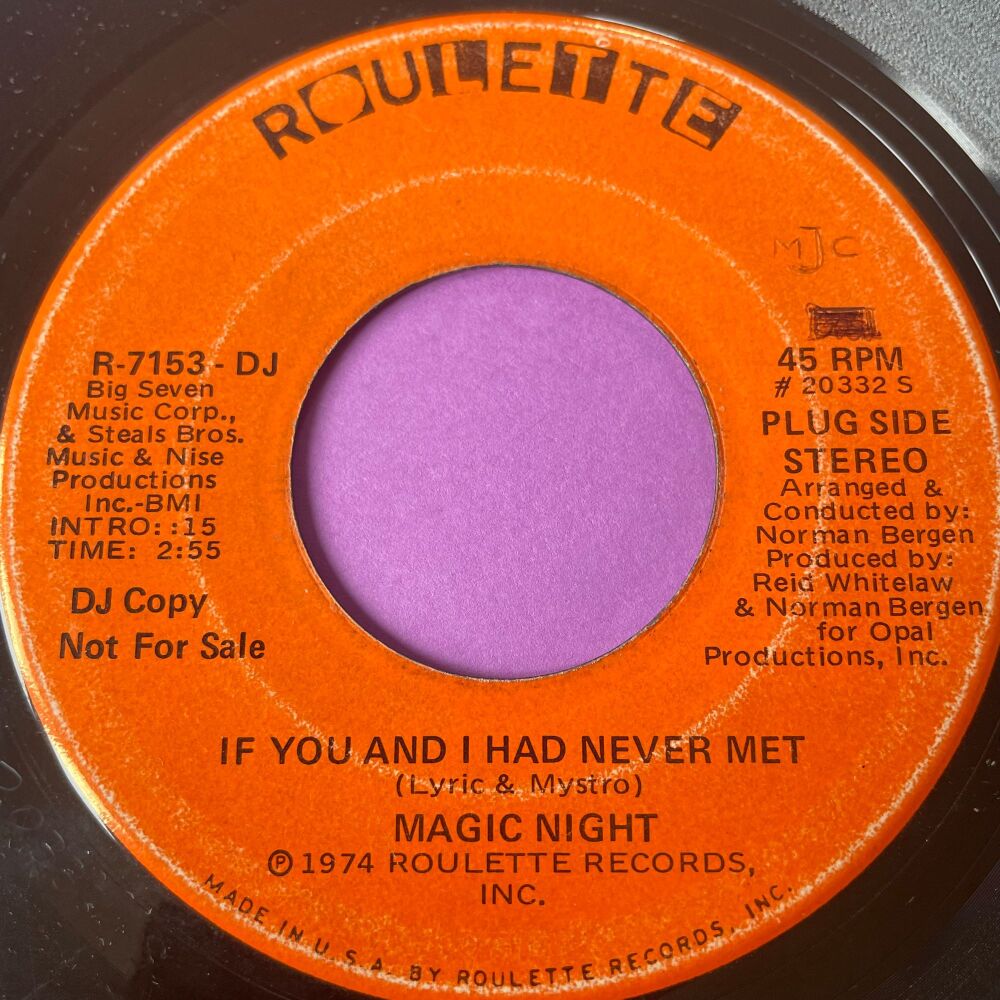 ROULETTE
MJC
R-7153 - DJ
Big Seven
Music Corp.,
& Steals Bros.
Music & Nise
Productions
Inc.-BMI
INTRO: :15
TIME: 2:55
DJ Copy
Not For Sale
45 RPM
# 20332 S
PLUG SIDE
STEREO
Arranged &
Conducted by:
Norman Bergen
Produced by:
Reid Whitelaw
& Norman Bergen
for Opal
Productions, Inc.
IF YOU AND I HAD NEVER MET
(Lyric & Mystro)
MAGIC NIGHT
℗ 1974 ROULETTE RECORDS,
INC.
MADE IN U.S.A. BY ROULETTE RECORDS, INC.